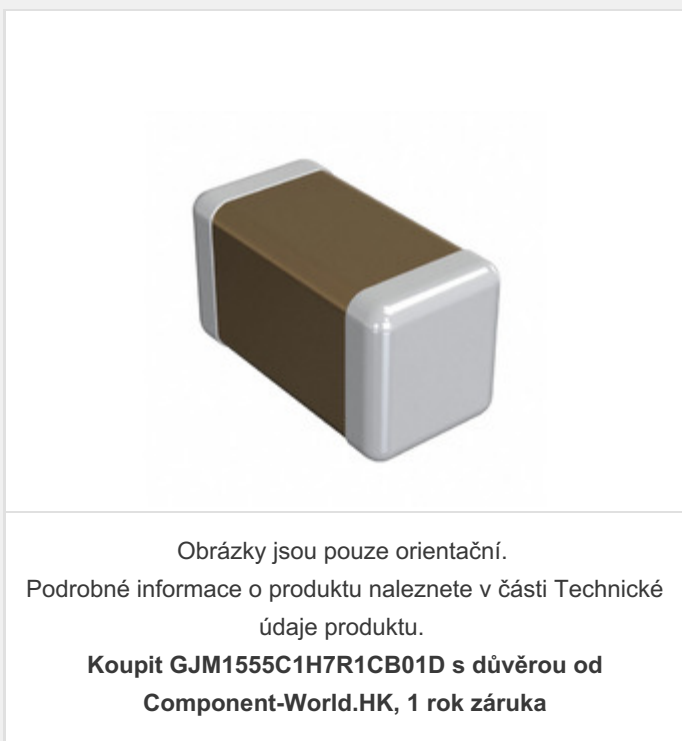 Obrázky jsou pouze orientační.
Podrobné informace o produktu naleznete v části Technické
údaje produktu.
Koupit GJM1555C1H7R1CB01D s důvěrou od
Component-World.HK, 1 rok záruka